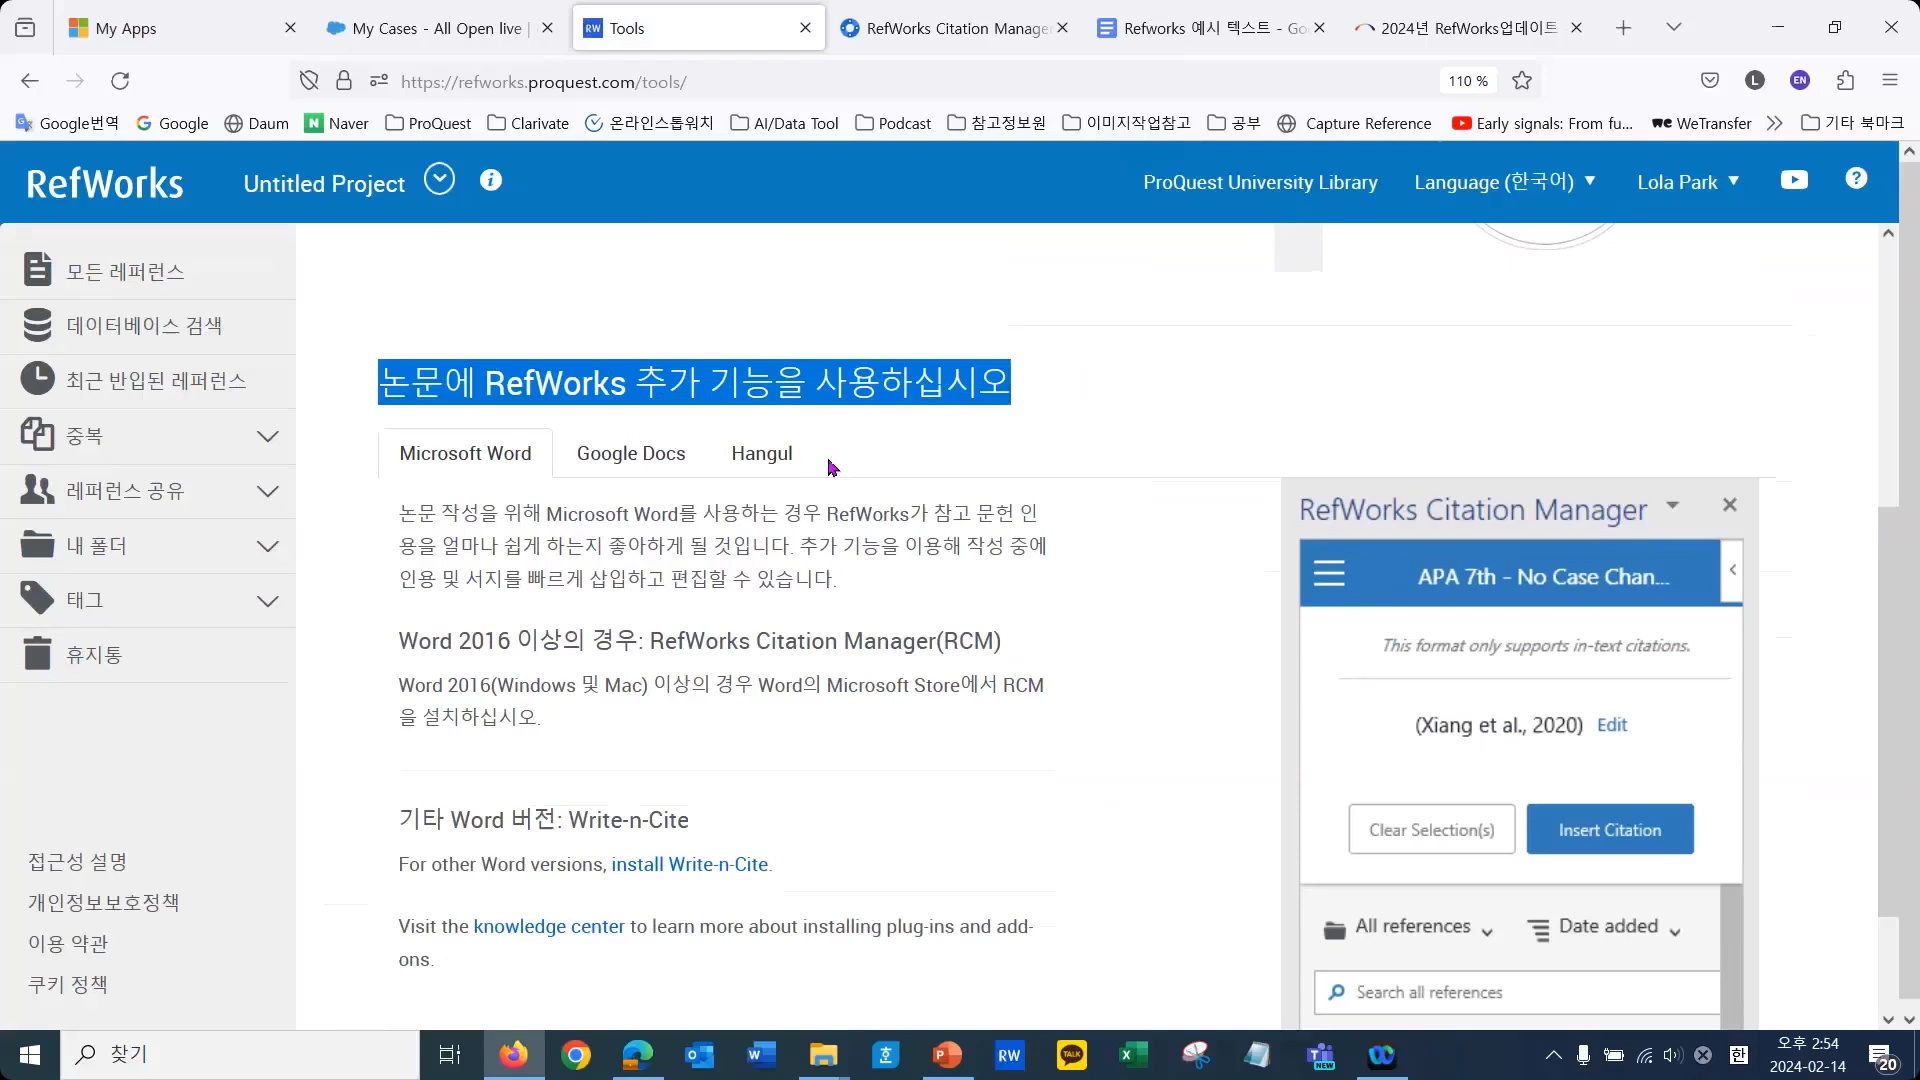 My Apps
My Cases - All Open live |
RW Tools
RefWorks Citation Manage
Refworks 예시 텍스트 - Go
2024년 RefWorks업데이트
https://refworks.proquest.com/tools/
110 %
L
EN
Google번역
Google
Daum
N Naver
ProQuest
Clarivate
온라인스톱워치
AI/Data Tool
Podcast
참고정보원
이미지작업참고
공부
Capture Reference
Early signals: From fu...
we WeTransfer
기타 북마크
RefWorks
Untitled Project
ProQuest University Library
Language (한국어)
Lola Park
모든 레퍼런스
데이터베이스 검색
최근 반입된 레퍼런스
중복
레퍼런스 공유
내 폴더
태그
휴지통
접근성 설명
개인정보보호정책
이용 약관
쿠키 정책
논문에 RefWorks 추가 기능을 사용하십시오
Microsoft Word
Google Docs
Hangul
논문 작성을 위해 Microsoft Word를 사용하는 경우 RefWorks가 참고 문헌 인
용을 얼마나 쉽게 하는지 좋아하게 될 것입니다. 추가 기능을 이용해 작성 중에
인용 및 서지를 빠르게 삽입하고 편집할 수 있습니다.
Word 2016 이상의 경우: RefWorks Citation Manager(RCM)
Word 2016(Windows 및 Mac) 이상의 경우 Word의 Microsoft Store에서 RCM
을 설치하십시오.
기타 Word 버전: Write-n-Cite
For other Word versions, install Write-n-Cite.
Visit the knowledge center to learn more about installing plug-ins and add-
ons.
RefWorks Citation Manager
APA 7th - No Case Chan...
This format only supports in-text citations.
(Xiang et al., 2020) Edit
Clear Selection(s)
Insert Citation
All references
Date added
Search all references
찾기
RW
TALK
NEW
한
오후 2:54
2024-02-14
20